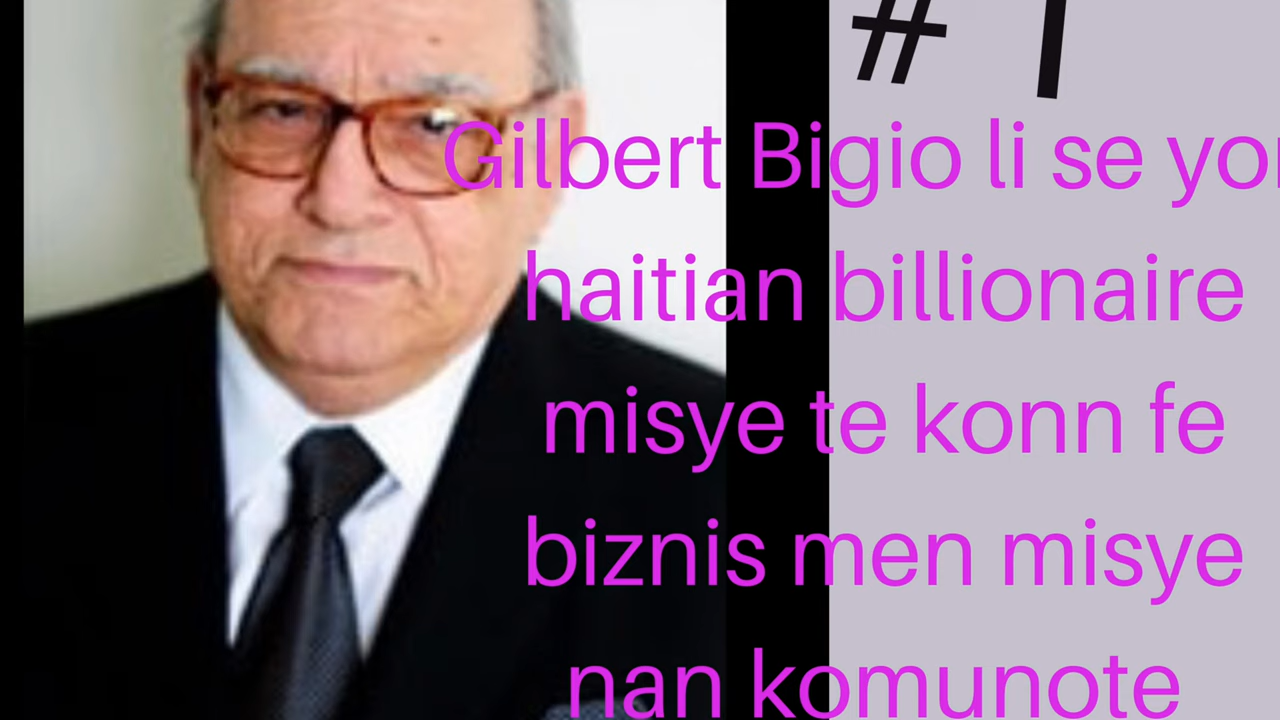 # 1
Gilbert Bigio li se yon
haitian billionaire
misye te konn fe
biznis men misye
nan komunote